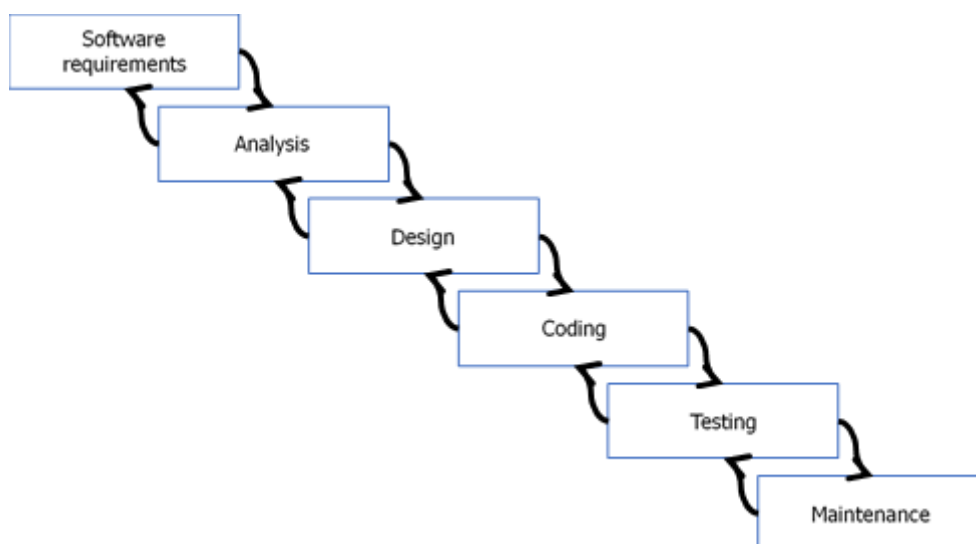 Software
requirements
Analysis
Design
Coding
Testing
Maintenance